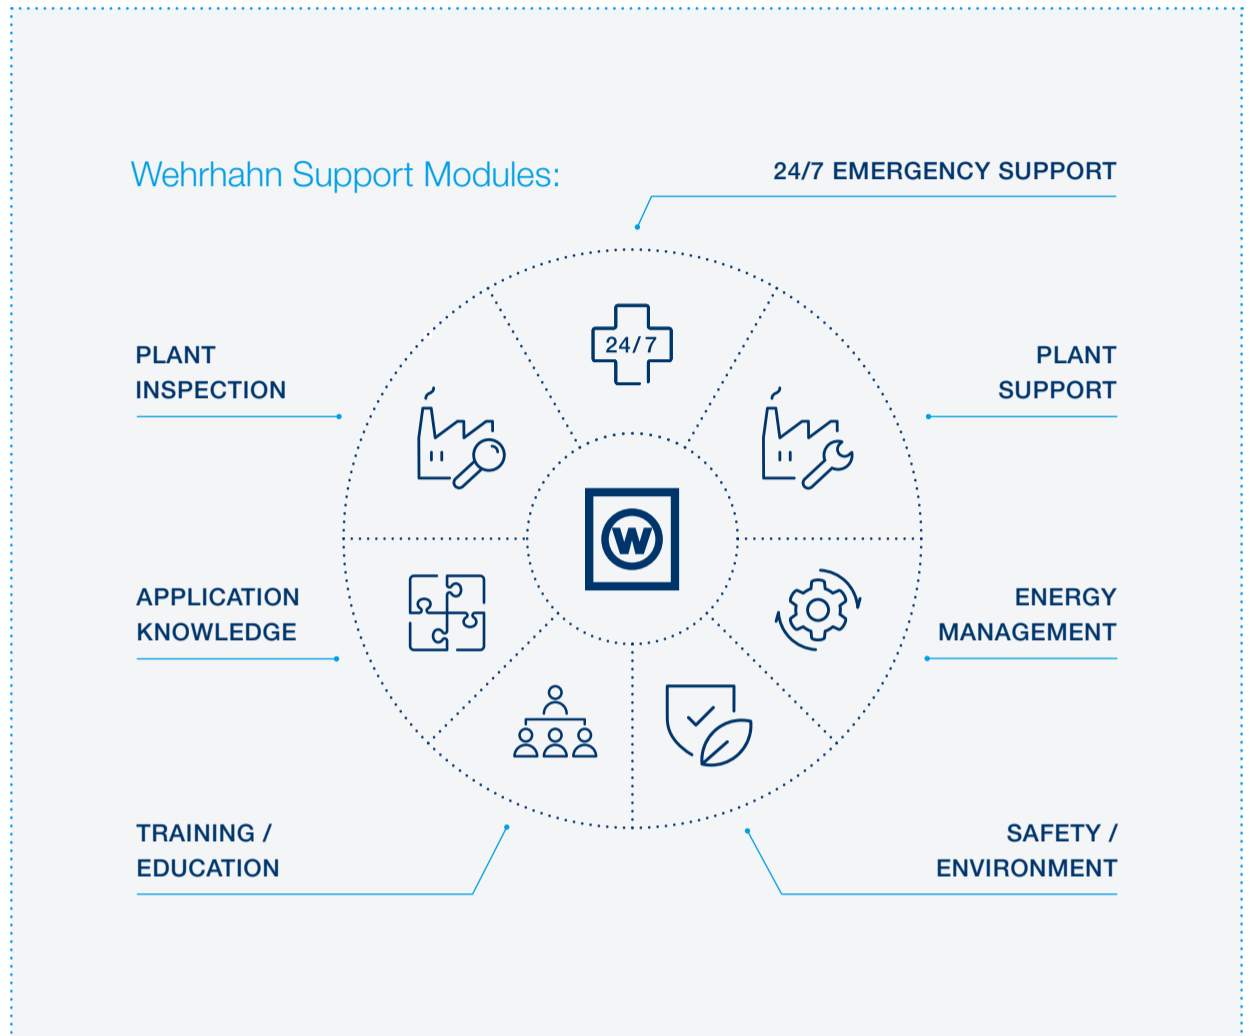 Wehrhahn Support Modules:
24/7 EMERGENCY SUPPORT
24/7
PLANT
INSPECTION
PLANT
SUPPORT
W
APPLICATION
KNOWLEDGE
ENERGY
MANAGEMENT
TRAINING /
EDUCATION
SAFETY /
ENVIRONMENT